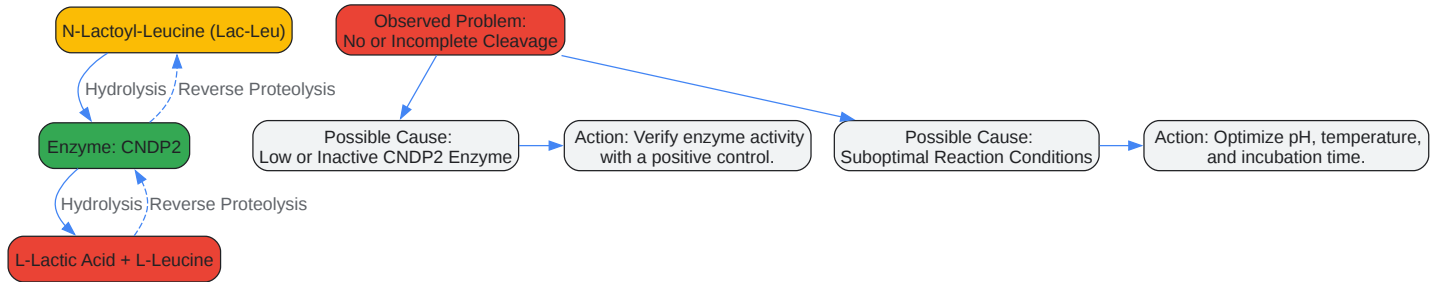 N-Lactoyl-Leucine (Lac-Leu)
Hydrolysis
Reverse Proteolysis
Enzyme: CNDP2
Hydrolysis
Reverse Proteolysis
L-Lactic Acid + L-Leucine
Observed Problem:
No or Incomplete Cleavage
Possible Cause:
Low or Inactive CNDP2 Enzyme
Action: Verify enzyme activity
with a positive control.
Possible Cause:
Suboptimal Reaction Conditions
Action: Optimize pH, temperature,
and incubation time.